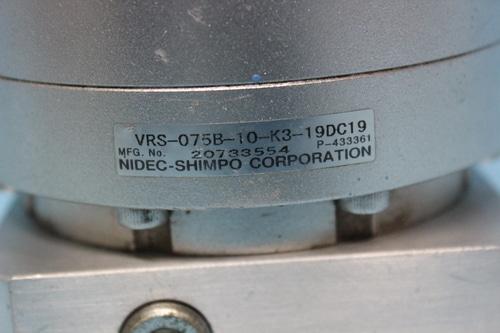 VRS-075B-10-K3-19DC19
MFG. No. 20733554 P-433361
NIDEC-SHIMPO CORPORATION